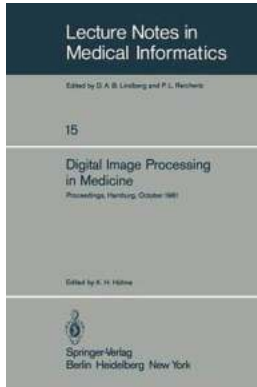 Lecture Notes in
Medical Informatics
Edited by D. A. B. Lindberg and P. L. Reichertz
15
Digital Image Processing
in Medicine
Proceedings, Hamburg, October 1981
Edited by K. H. Höhne
Springer-Verlag
Berlin Heidelberg New York